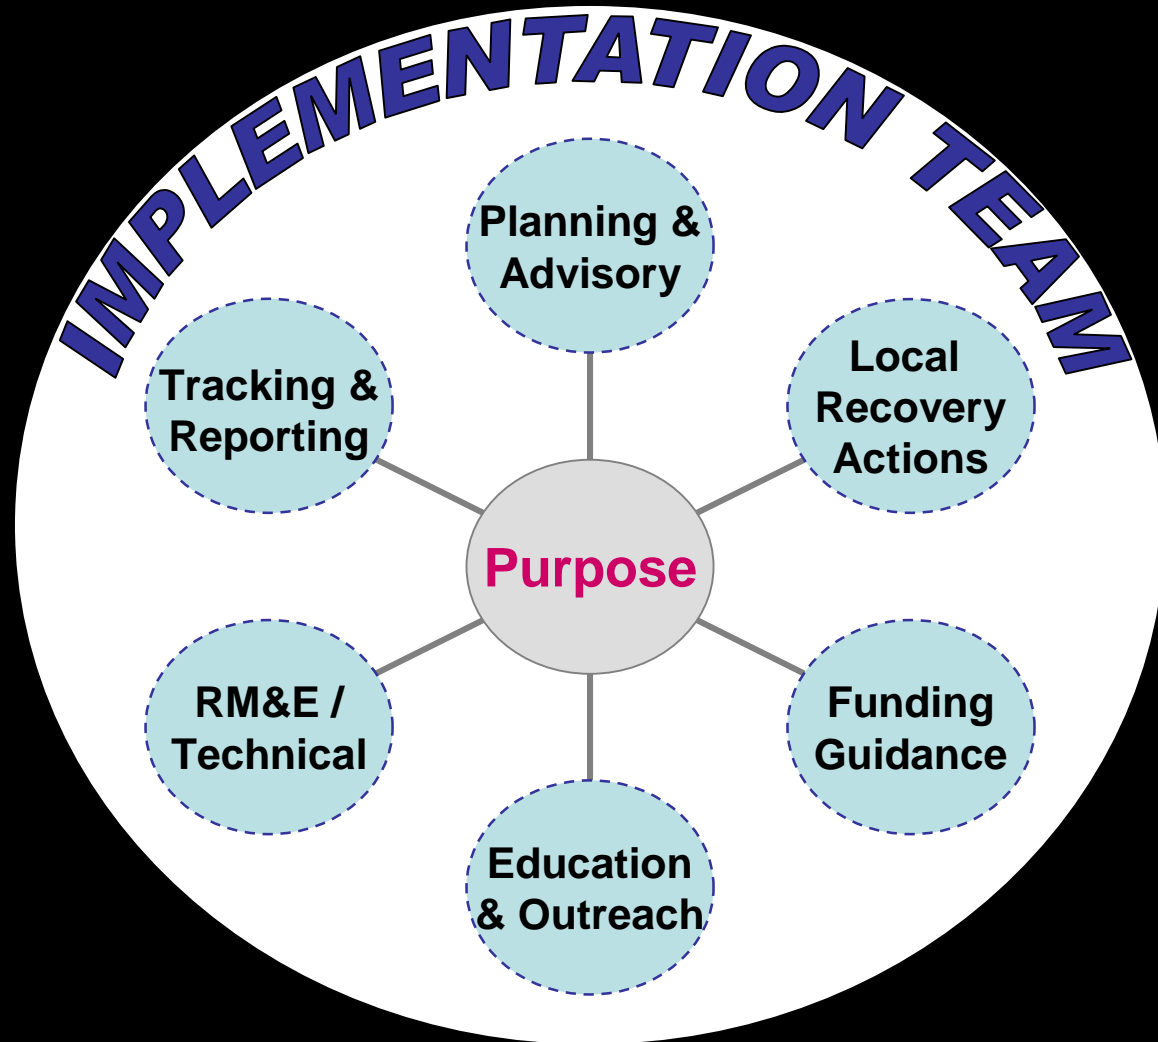 IMPLEMENTATION TEAM
Planning &
Advisory
Tracking &
Reporting
Local
Recovery
Actions
Purpose
RM&E /
Technical
Funding
Guidance
Education
& Outreach